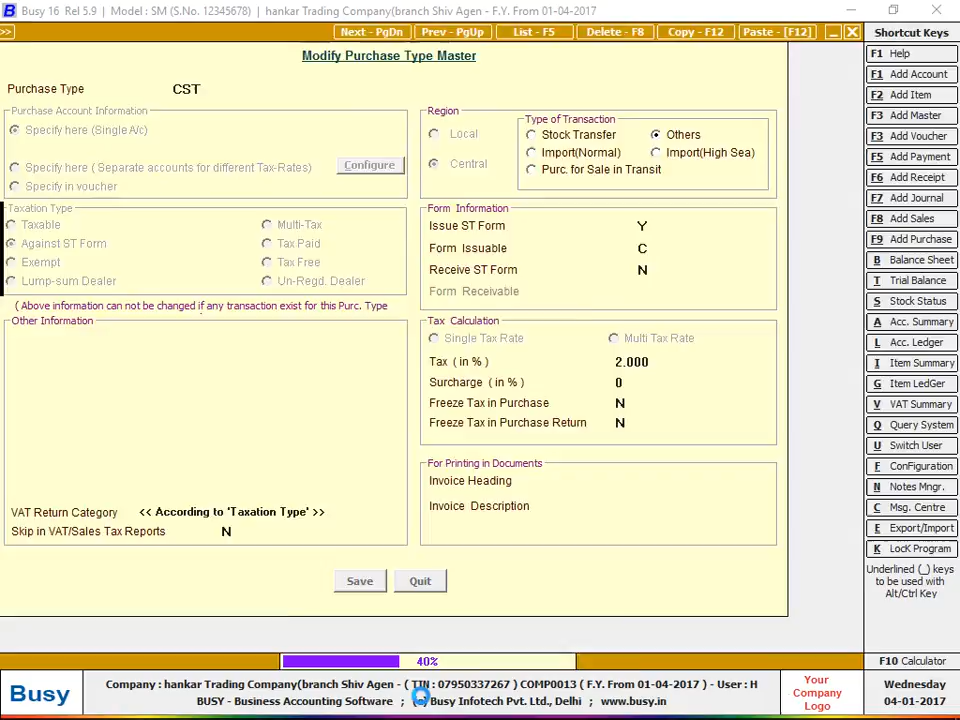 Busy 16 Rel 5.9 | Model : SM (S.No. 12345678) | hankar Trading Company(branch Shiv Agen - F.Y. From 01-04-2017
>>
Next - PgDn
Prev - PgUp
List - F5
Delete - F8
Copy - F12
Paste - [F12]
Modify Purchase Type Master
Purchase Type CST
Purchase Account Information
Specify here (Single A/c)
Specify here ( Separate accounts for different Tax-Rates)
Configure
Specify in voucher
Region
Local
Central
Type of Transaction
Stock Transfer
Others
Import(Normal)
Import(High Sea)
Purc. for Sale in Transit
Taxation Type
Taxable
Multi-Tax
Against ST Form
Tax Paid
Exempt
Tax Free
Lump-sum Dealer
Un-Regd. Dealer
( Above information can not be changed if any transaction exist for this Purc. Type
Form Information
Issue ST Form Y
Form Issuable C
Receive ST Form N
Form Receivable
Other Information
VAT Return Category << According to 'Taxation Type' >>
Skip in VAT/Sales Tax Reports N
Tax Calculation
Single Tax Rate
Multi Tax Rate
Tax ( in % ) 2.000
Surcharge ( in % ) 0
Freeze Tax in Purchase N
Freeze Tax in Purchase Return N
For Printing in Documents
Invoice Heading
Invoice Description
Save
Quit
40%
Shortcut Keys
F1 Help
F1 Add Account
F2 Add Item
F3 Add Master
F3 Add Voucher
F5 Add Payment
F6 Add Receipt
F7 Add Journal
F8 Add Sales
F9 Add Purchase
B Balance Sheet
T Trial Balance
S Stock Status
A Acc. Summary
L Acc. Ledger
I Item Summary
G Item LedGer
V VAT Summary
Q Query System
U Switch User
F ConFiguration
N Notes Mngr.
C Msg. Centre
E Export/Import
K LocK Program
Underlined (_) keys
to be used with
Alt/Ctrl Key
F10 Calculator
Busy
Company : hankar Trading Company(branch Shiv Agen - ( TIN : 07950337267 ) COMP0013 ( F.Y. From 01-04-2017 ) - User : H
BUSY - Business Accounting Software ; (c) Busy Infotech Pvt. Ltd., Delhi ; www.busy.in
Your
Company
Logo
Wednesday
04-01-2017